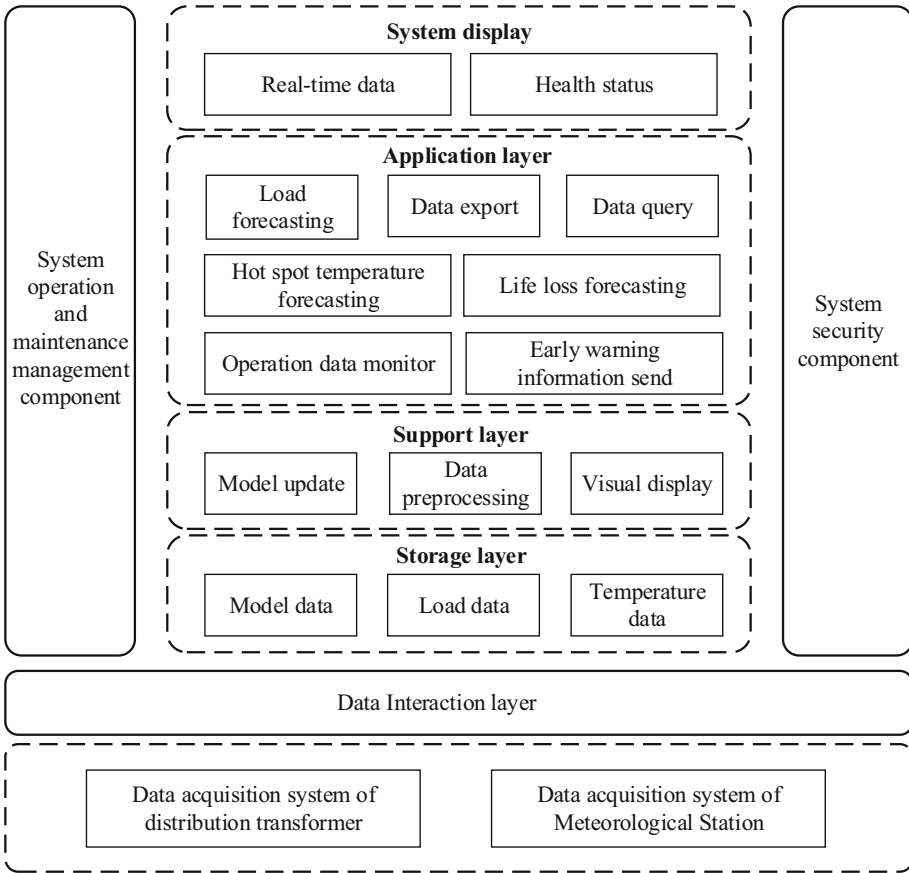 System display
Real-time data
Health status
Application layer
Load
forecasting
Data export
Data query
Hot spot temperature
forecasting
Life loss forecasting
Operation data monitor
Early warning
information send
Support layer
Model update
Data
preprocessing
Visual display
Storage layer
Model data
Load data
Temperature
data
System
operation
and
maintenance
management
component
System
security
component
Data Interaction layer
Data acquisition system of
distribution transformer
Data acquisition system of
Meteorological Station